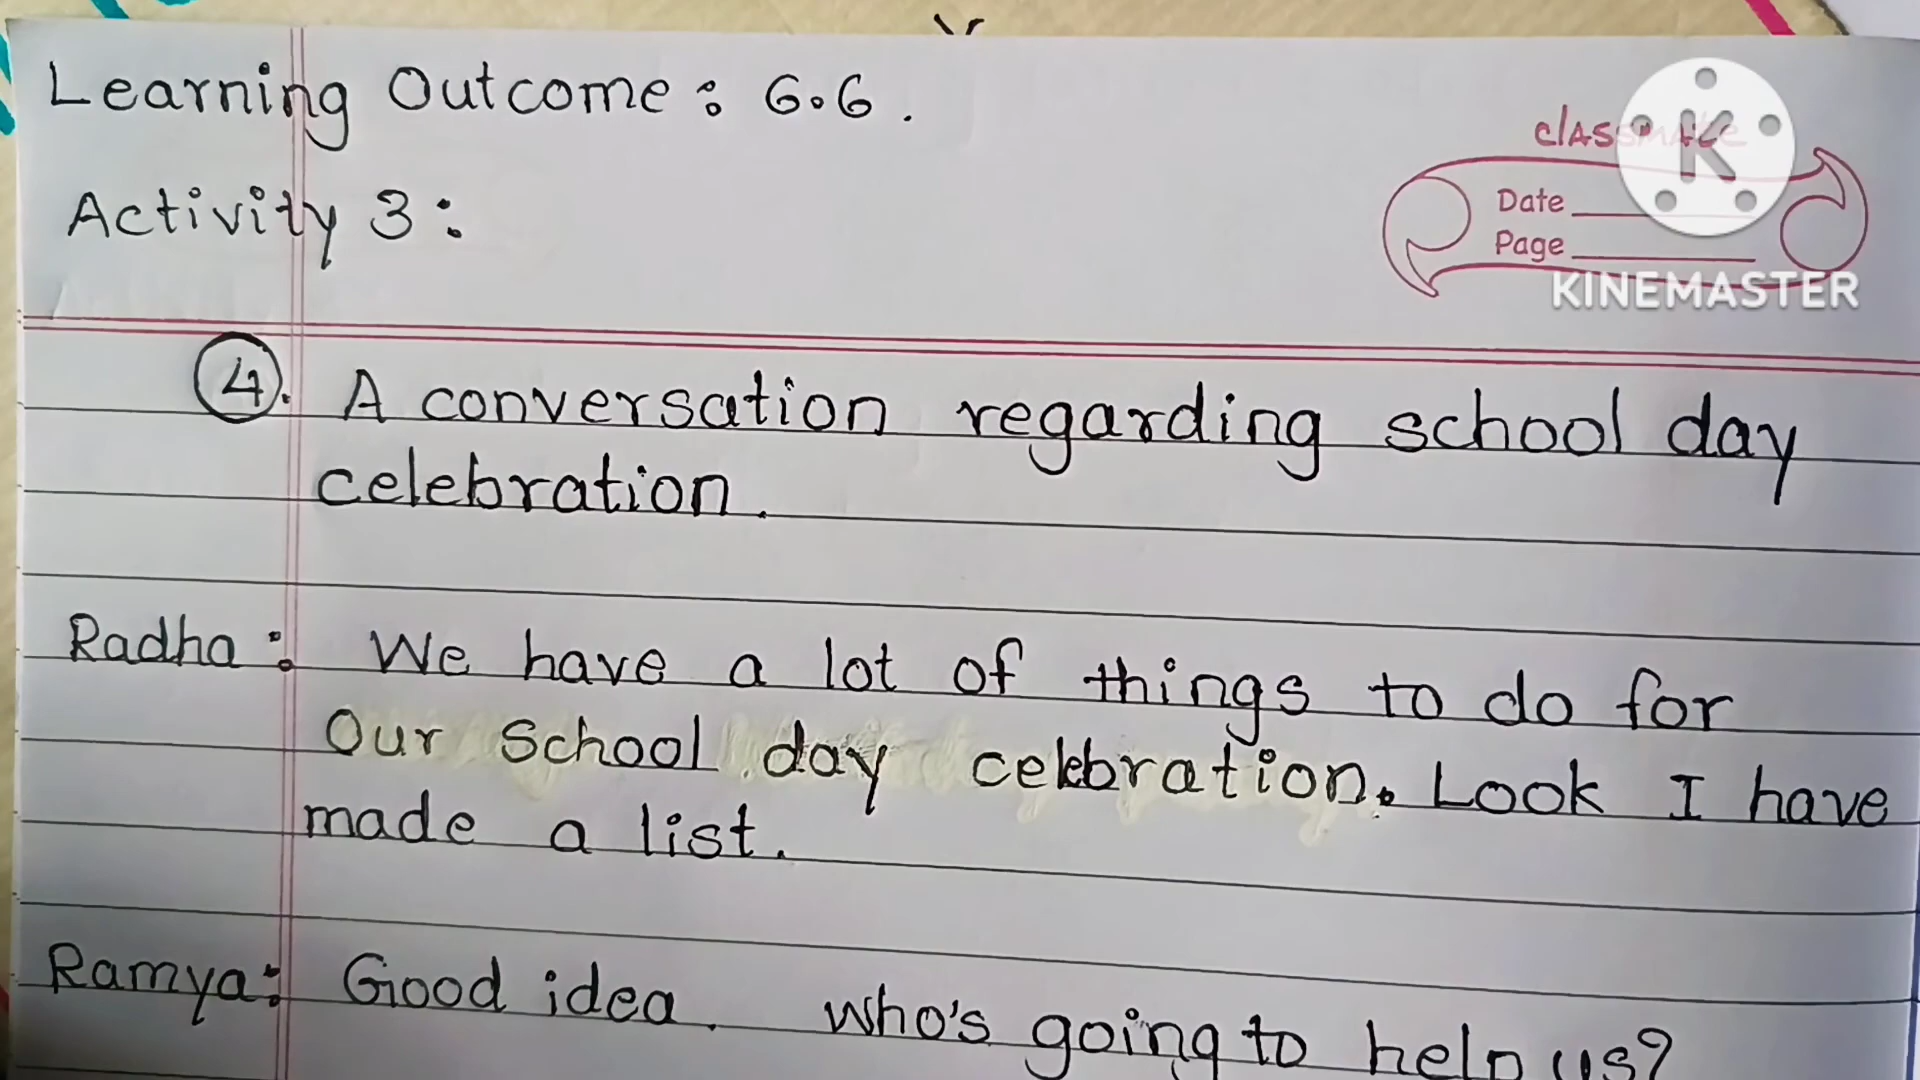 Learning Outcome: 6.6.
Activity 3:
classmate
Date
Page
KINEMASTER
4. A conversation regarding school day
celebration.
Radha: We have a lot of things to do for
Our school day celebration. Look I have
made a list.
Ramya: Good idea. who's going to help us?